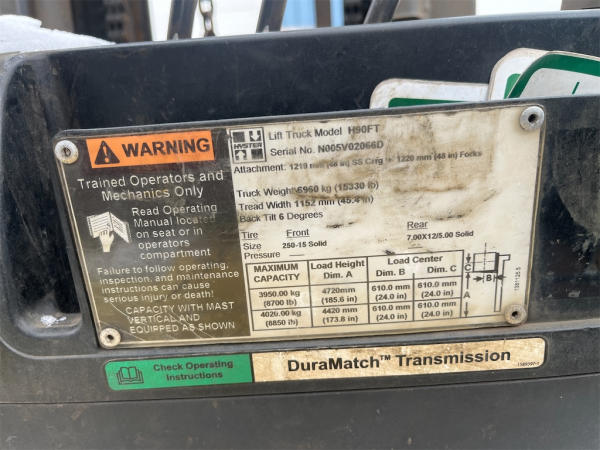 WARNING
Trained Operators and
Mechanics Only
Read Operating
Manual located
on seat or in
operators
compartment
Failure to follow operating,
inspection, and maintenance
instructions can cause
serious injury or death!
CAPACITY WITH MAST
VERTICAL AND
EQUIPPED AS SHOWN
HYSTER
Lift Truck Model H90FT
Serial No. N005V02066D
Attachment: 1219 mm (48 in) SS Crrg 1220 mm (48 in) Forks
Truck Weight 6960 kg (15330 lb)
Tread Width 1152 mm (45.4 in)
Back Tilt 6 Degrees
Tire Front Rear
Size 250-15 Solid 7.00X12/5.00 Solid
Pressure
MAXIMUM CAPACITY Load Height Dim. A Load Center Dim. B Dim. C
3950.00 kg (8700 lb) 4720mm (185.6 in) 610.0 mm (24.0 in) 610.0 mm (24.0 in)
4020.00 kg (8850 lb) 4420 mm (173.8 in) 610.0 mm (24.0 in) 610.0 mm (24.0 in)
C
B
A
Check Operating
Instructions
DuraMatch™ Transmission